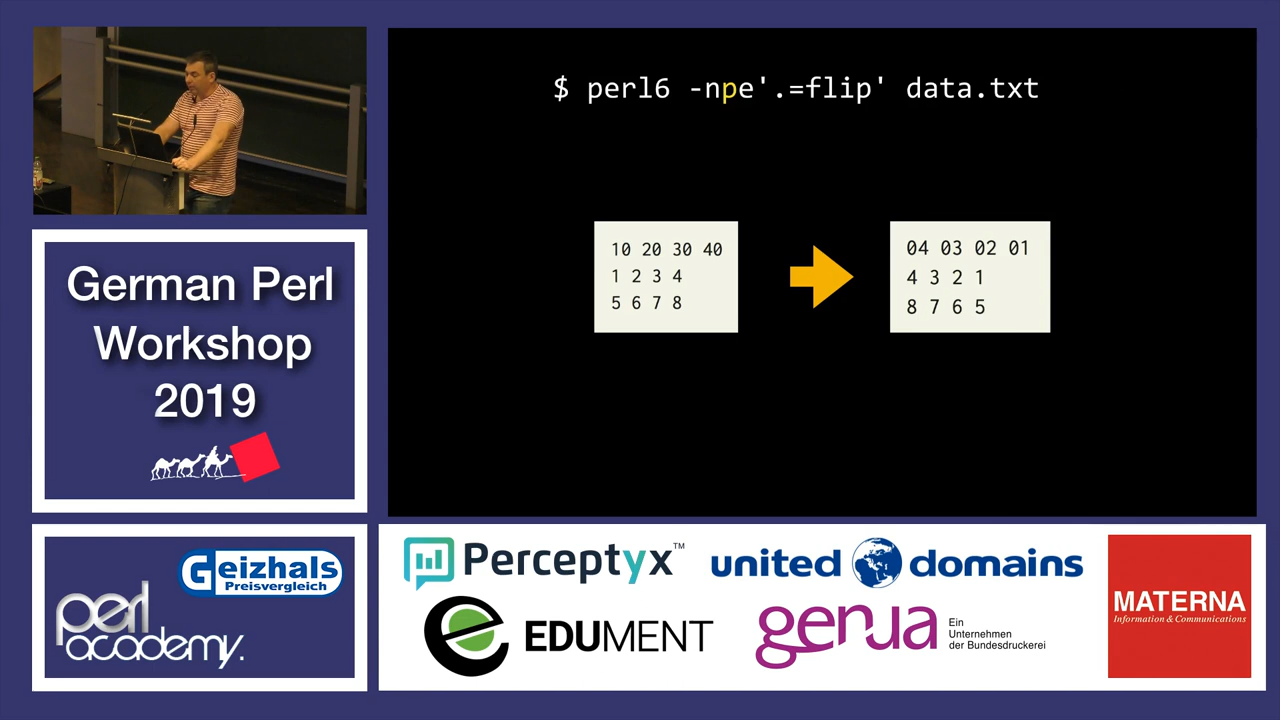 $ perl6 -npe'.=flip' data.txt
10 20 30 40
1 2 3 4
5 6 7 8
04 03 02 01
4 3 2 1
8 7 6 5
German Perl
Workshop
2019
Geizhals
Preisvergleich
perl
academy.
Perceptyx™
united domains
EDUMENT
genua
Ein
Unternehmen
der Bundesdruckerei
MATERNA
Information & Communications